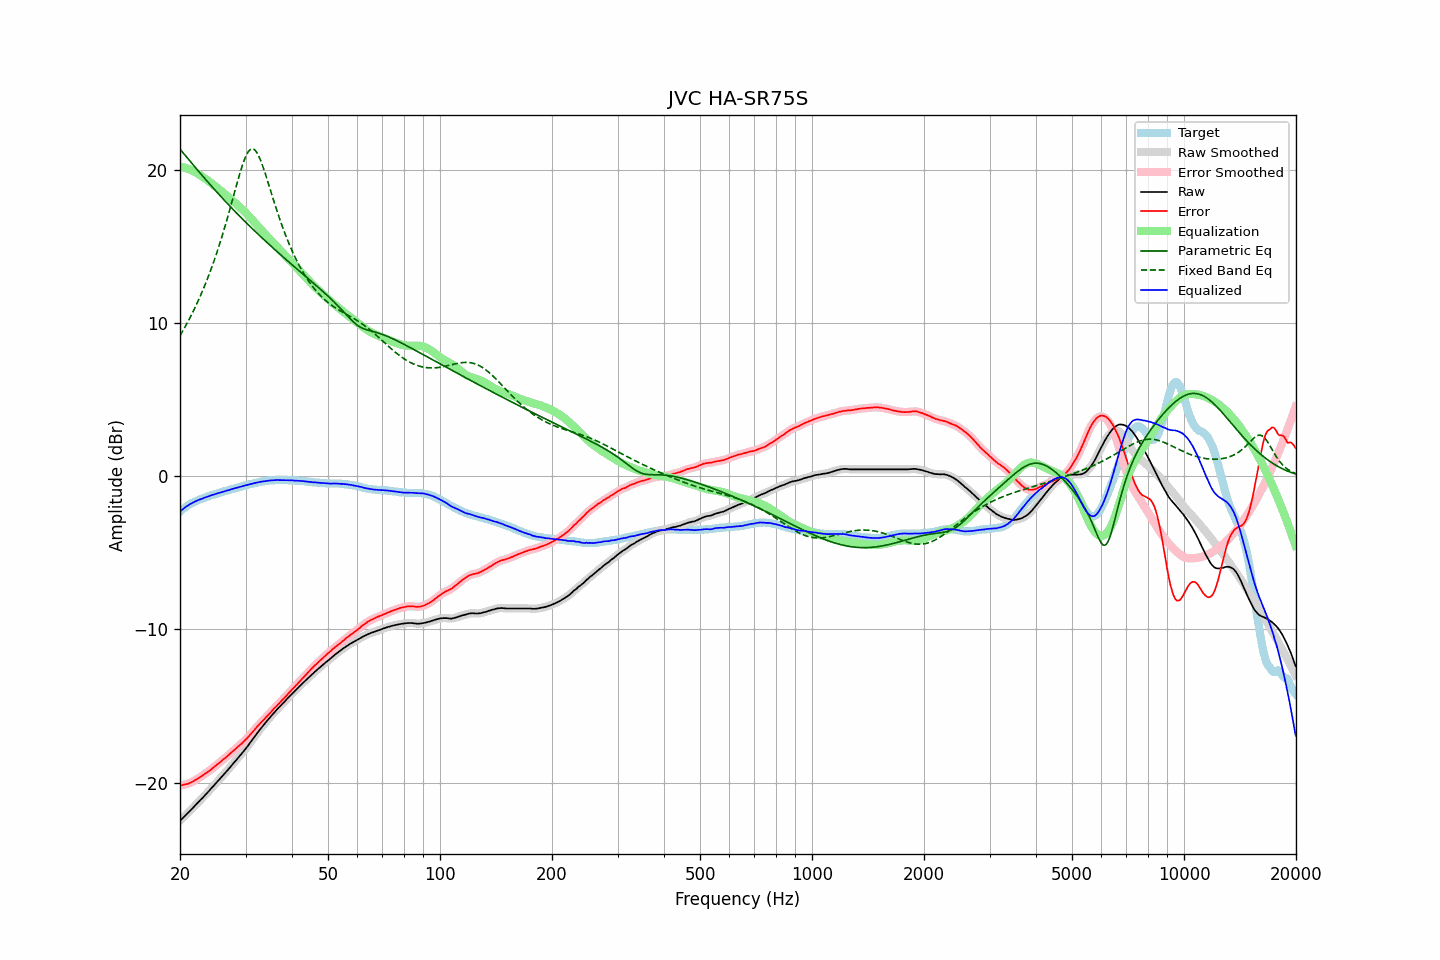 JVC HA-SR75S
Target
Raw Smoothed
Error Smoothed
Raw
Error
Equalization
Parametric Eq
Fixed Band Eq
Equalized
20
10
0
−10
−20
Amplitude (dBr)
20
50
100
200
500
1000
2000
5000
10000
20000
Frequency (Hz)